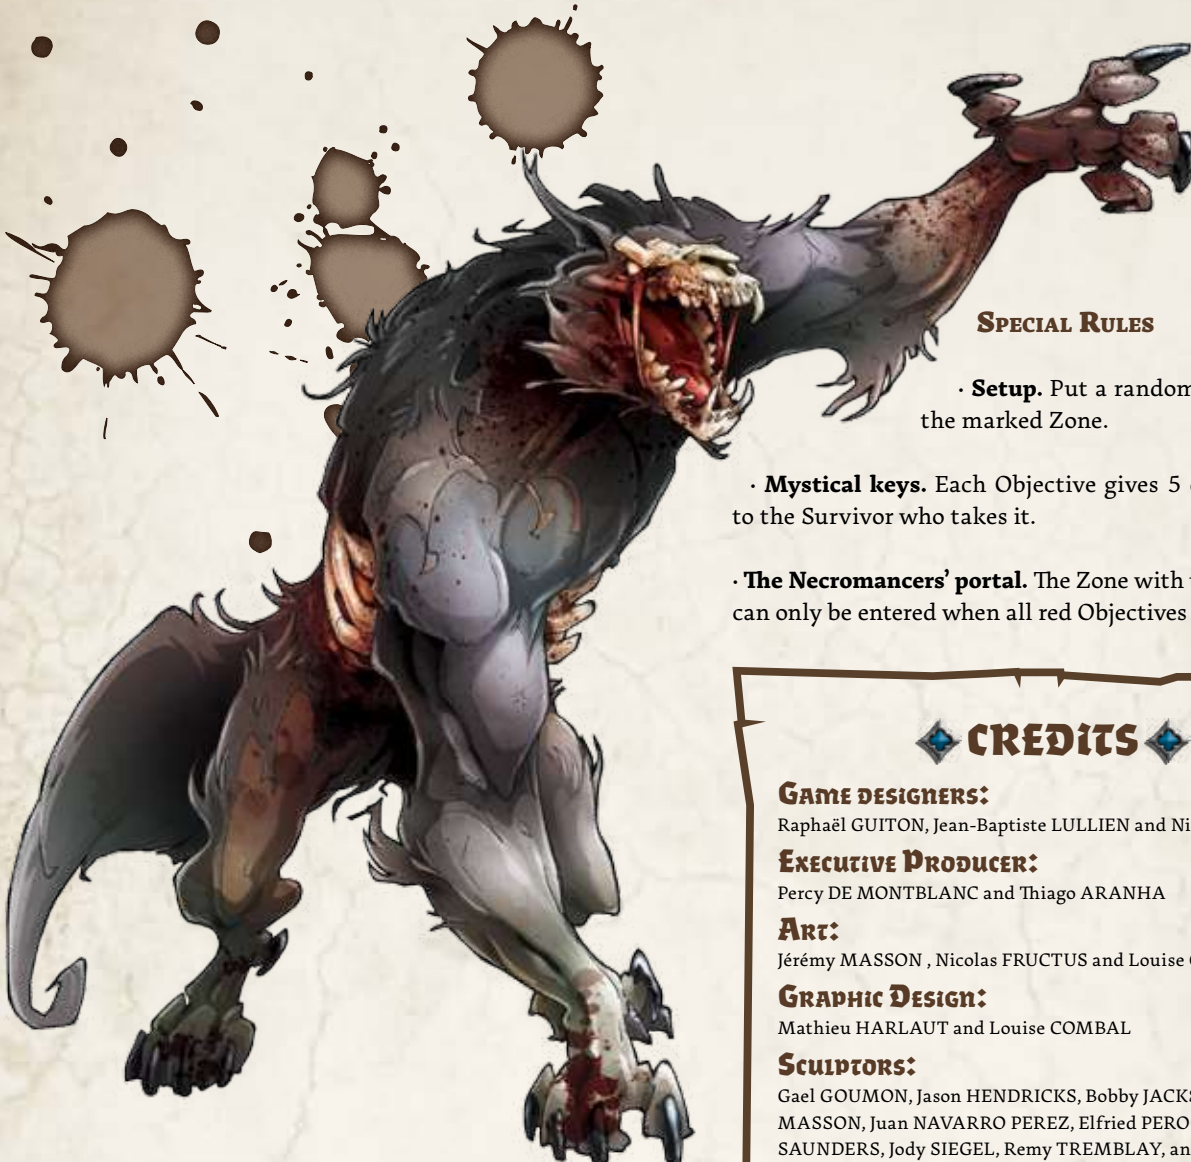 Special Rules
· Setup. Put a random
the marked Zone.
· Mystical keys. Each Objective gives 5
to the Survivor who takes it.
· The Necromancers' portal. The Zone with
can only be entered when all red Objectives
CREDITS
Game designers:
Raphaël GUITON, Jean-Baptiste LULLIEN and
Executive Producer:
Percy DE MONTBLANC and Thiago ARANHA
Art:
Jérémy MASSON , Nicolas FRUCTUS and Louise
Graphic Design:
Mathieu HARLAUT and Louise COMBAL
Sculptors:
Gael GOUMON, Jason HENDRICKS, Bobby
MASSON, Juan NAVARRO PEREZ, Elfried
SAUNDERS, Jody SIEGEL, Remy TREMBLAY,